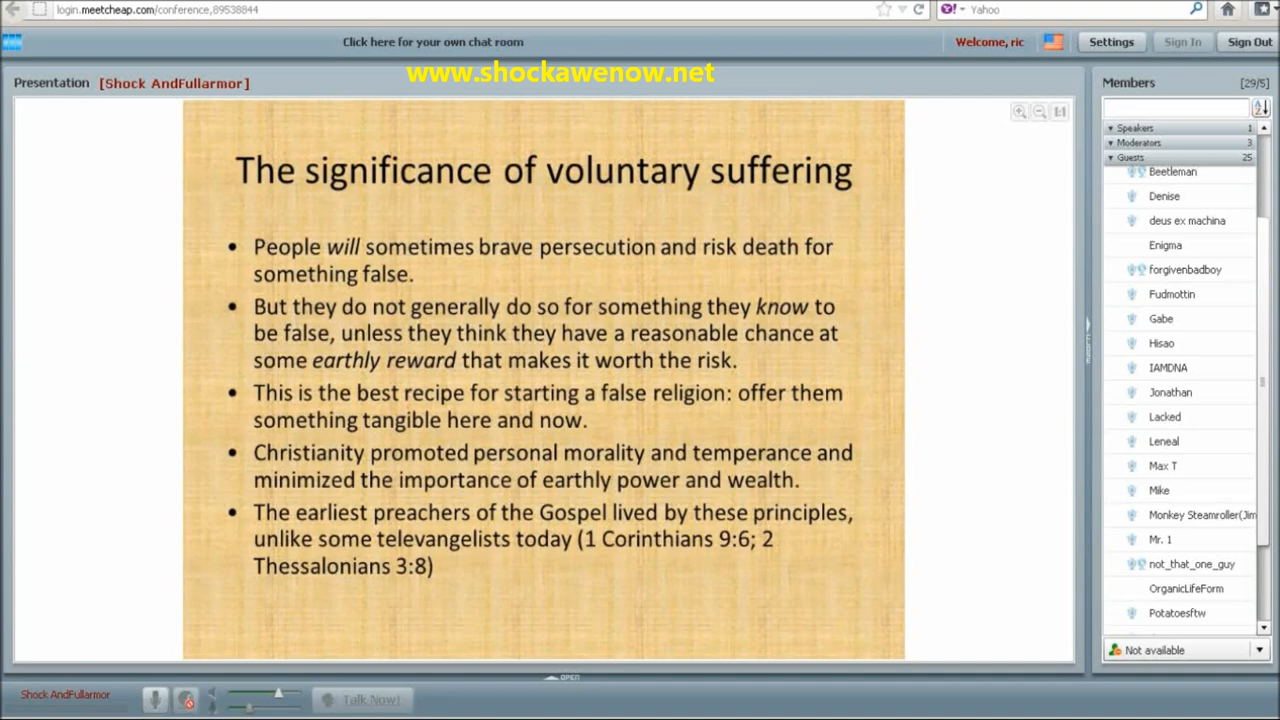 login.meetcheap.com/conference,89538844
Yahoo
Click here for your own chat room
Welcome, ric
Settings
Sign In
Sign Out
www.shockawenow.net
Presentation [Shock AndFullarmor]
Members [29/5]
The significance of voluntary suffering
• People will sometimes brave persecution and risk death for
something false.
• But they do not generally do so for something they know to
be false, unless they think they have a reasonable chance at
some earthly reward that makes it worth the risk.
• This is the best recipe for starting a false religion: offer them
something tangible here and now.
• Christianity promoted personal morality and temperance and
minimized the importance of earthly power and wealth.
• The earliest preachers of the Gospel lived by these principles,
unlike some televangelists today (1 Corinthians 9:6; 2
Thessalonians 3:8)
Speakers 1
Moderators 3
Guests 25
Beetleman
Denise
deus ex machina
Enigma
forgivenbadboy
Fudmottin
Gabe
Hisao
IAMDNA
Jonathan
Lacked
Leneal
Max T
Mike
Monkey Steamroller(Jim
Mr. 1
not_that_one_guy
OrganicLifeForm
Potatoesftw
Not available
OPEN
Shock AndFullarmor
Talk Now!